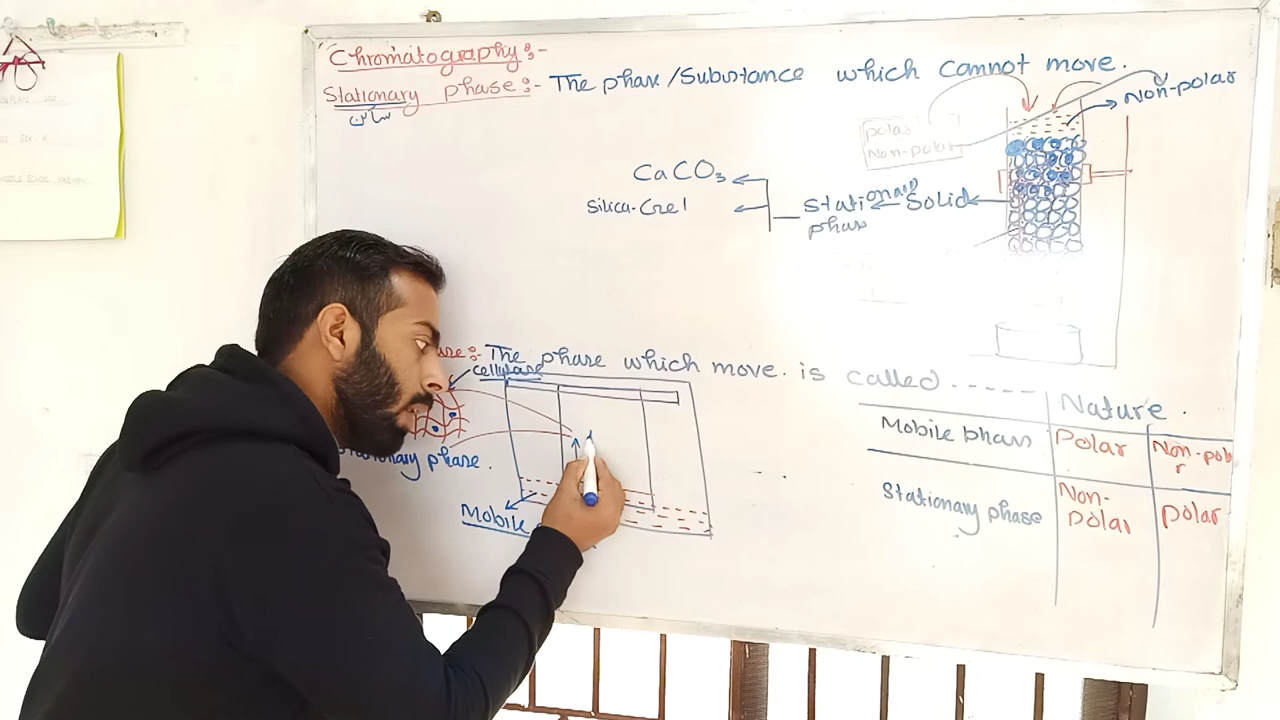 Chromatography:-
Stationary phase:- The phase/Substance which cannot move.
ساکن
Non-polar
polar
Non-polar
CaCO3
Silica-Gel
Stationary phase
Solid
The phase which move. is called - - - - -
cellulose
phase.
Mobile
Nature.
Mobile phase Polar Non-polar
Stationary phase Non-polar polar